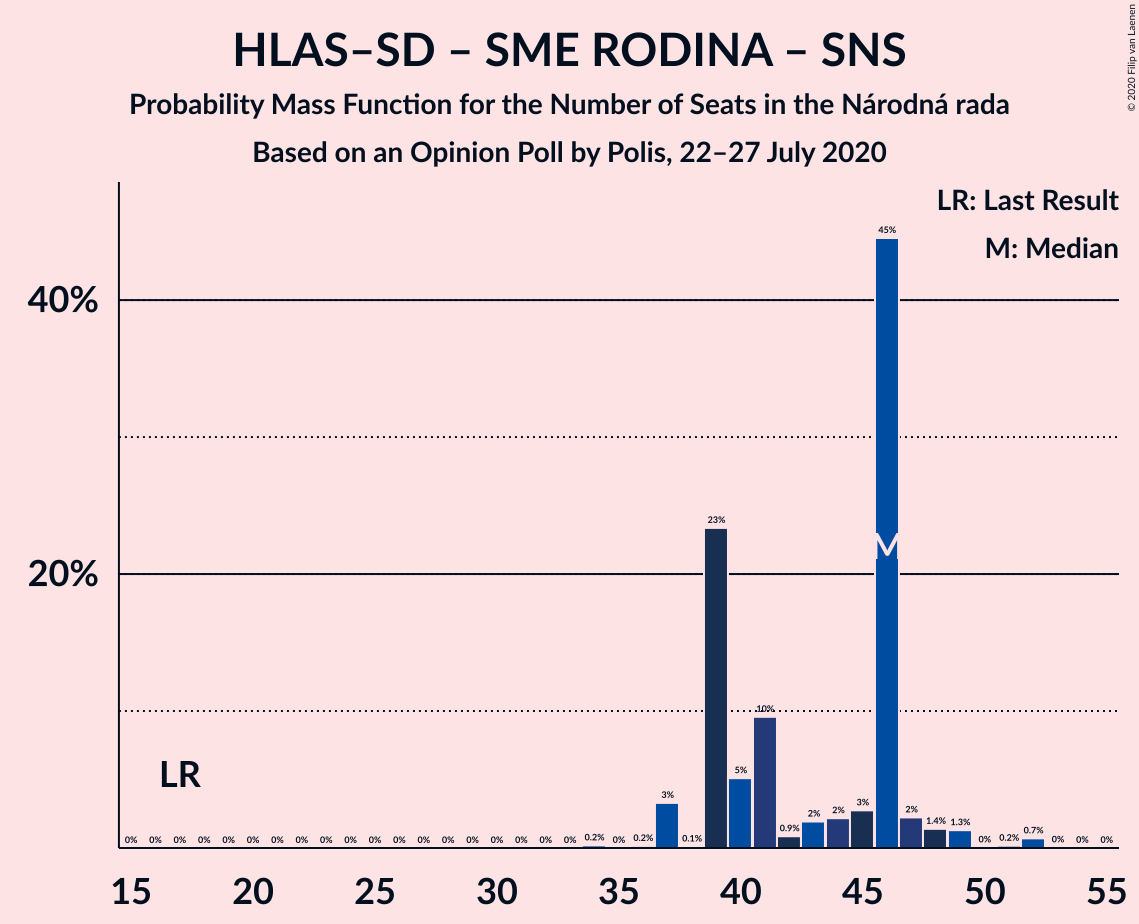 HLAS–SD – SME RODINA – SNS
Probability Mass Function for the Number of Seats in the Národná rada
Based on an Opinion Poll by Polis, 22–27 July 2020
© 2020 Filip van Laenen
LR: Last Result
M: Median
40%
20%
LR
M
0% 0% 0% 0% 0% 0% 0% 0% 0% 0% 0% 0% 0% 0% 0% 0% 0% 0% 0% 0.2% 0% 0.2% 3% 0.1% 23% 5% 10% 0.9% 2% 2% 3% 45% 2% 1.4% 1.3% 0% 0.2% 0.7% 0% 0% 0%
15 20 25 30 35 40 45 50 55